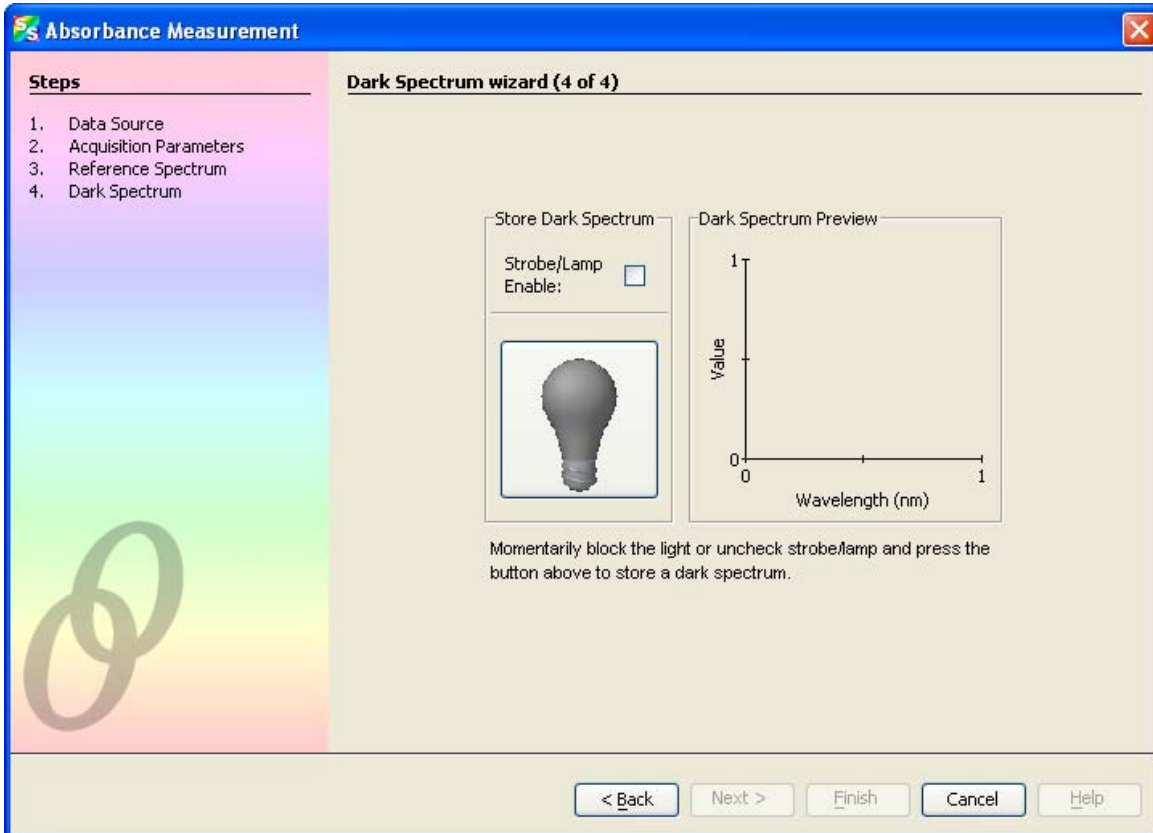 Absorbance Measurement
Steps
1. Data Source
2. Acquisition Parameters
3. Reference Spectrum
4. Dark Spectrum
Dark Spectrum wizard (4 of 4)
Store Dark Spectrum
Strobe/Lamp
Enable:
Dark Spectrum Preview
1
Value
0
0
1
Wavelength (nm)
Momentarily block the light or uncheck strobe/lamp and press the
button above to store a dark spectrum.
< Back
Next >
Finish
Cancel
Help